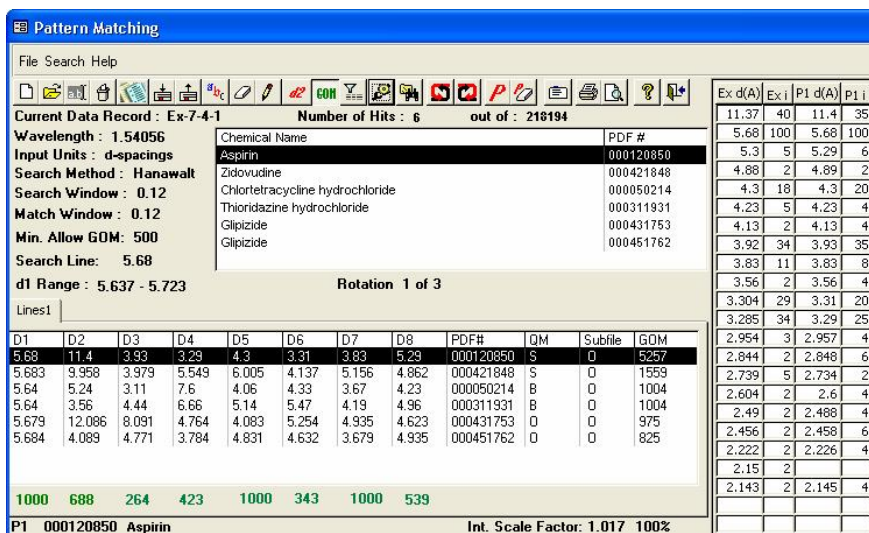 Pattern Matching
File Search Help
d2 GOM
Current Data Record : Ex-7-4-1 Number of Hits : 6 out of : 218194
Wavelength : 1.54056
Input Units : d-spacings
Search Method : Hanawalt
Search Window : 0.12
Match Window : 0.12
Min. Allow GOM: 500
Search Line: 5.68
d1 Range : 5.637 - 5.723
Chemical Name PDF #
Aspirin 000120850
Zidovudine 000421848
Chlortetracycline hydrochloride 000050214
Thioridazine hydrochloride 000311931
Glipizide 000431753
Glipizide 000451762
Rotation 1 of 3
Lines1
D1 D2 D3 D4 D5 D6 D7 D8 PDF# QM Subfile GOM
5.68 11.4 3.93 3.29 4.3 3.31 3.83 5.29 000120850 S O 5257
5.683 9.958 3.979 5.549 6.005 4.137 5.156 4.862 000421848 S O 1559
5.64 5.24 3.11 7.6 4.06 4.33 3.67 4.23 000050214 B O 1004
5.64 3.56 4.44 6.66 5.14 5.47 4.19 4.96 000311931 B O 1004
5.679 12.086 8.091 4.764 4.083 5.254 4.935 4.623 000431753 O O 975
5.684 4.089 4.771 3.784 4.831 4.632 3.679 4.935 000451762 O O 825
1000 688 264 423 1000 343 1000 539
P1 000120850 Aspirin Int. Scale Factor: 1.017 100%
Ex d(A) Ex i P1 d(A) P1 i
11.37 40 11.4 35
5.68 100 5.68 100
5.3 5 5.29 6
4.88 2 4.89 2
4.3 18 4.3 20
4.23 5 4.23 4
4.13 2 4.13 4
3.92 34 3.93 35
3.83 11 3.83 8
3.56 2 3.56 4
3.304 29 3.31 20
3.285 34 3.29 25
2.954 3 2.957 4
2.844 2 2.848 6
2.739 5 2.734 2
2.604 2 2.6 4
2.49 2 2.488 4
2.456 2 2.458 6
2.222 2 2.226 4
2.15 2
2.143 2 2.145 4